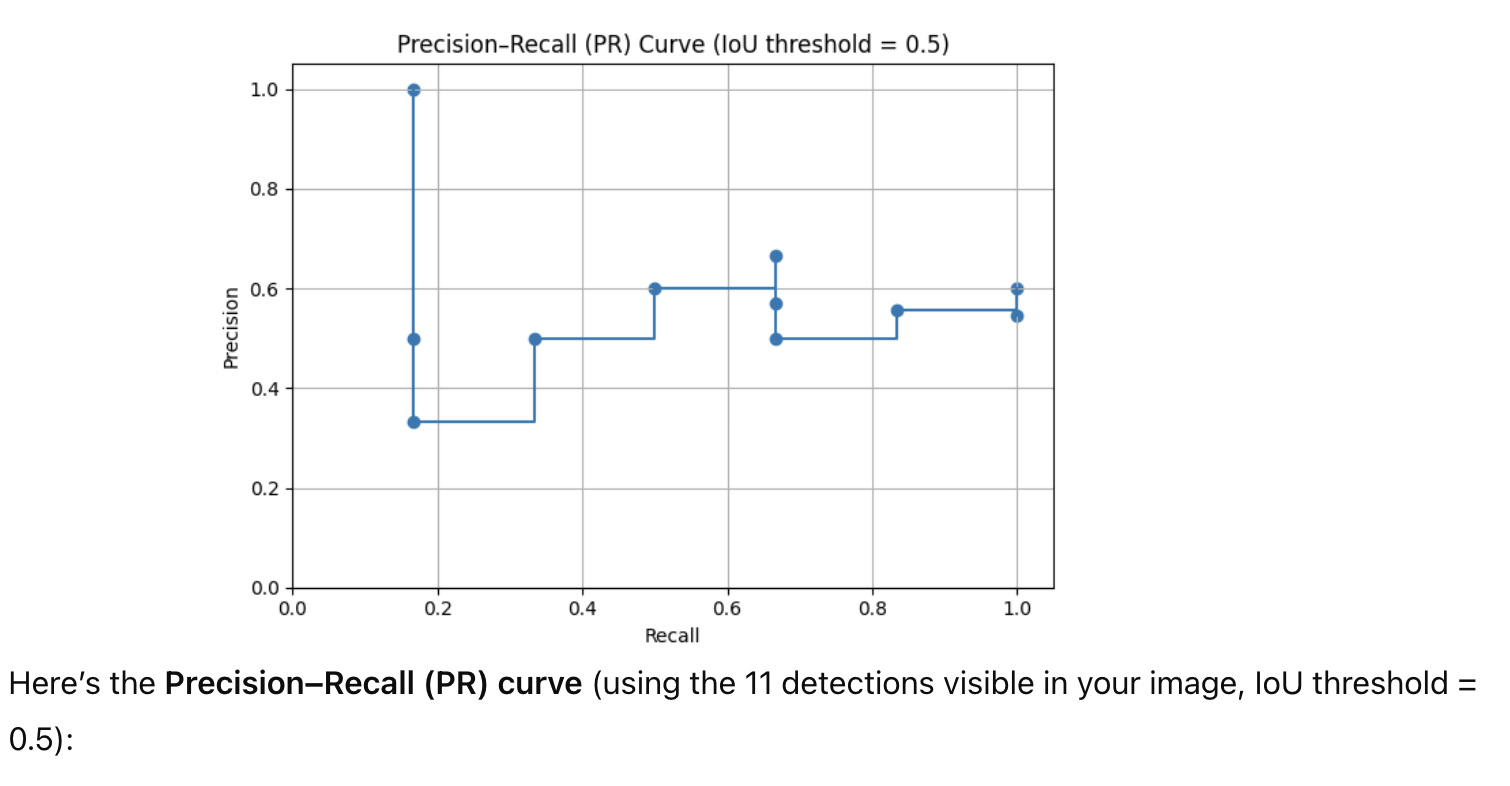 Precision–Recall (PR) Curve (IoU threshold = 0.5)
1.0
0.8
0.6
0.4
0.2
0.0
Precision
0.0 0.2 0.4 0.6 0.8 1.0
Recall
Here’s the Precision–Recall (PR) curve (using the 11 detections visible in your image, IoU threshold =
0.5):